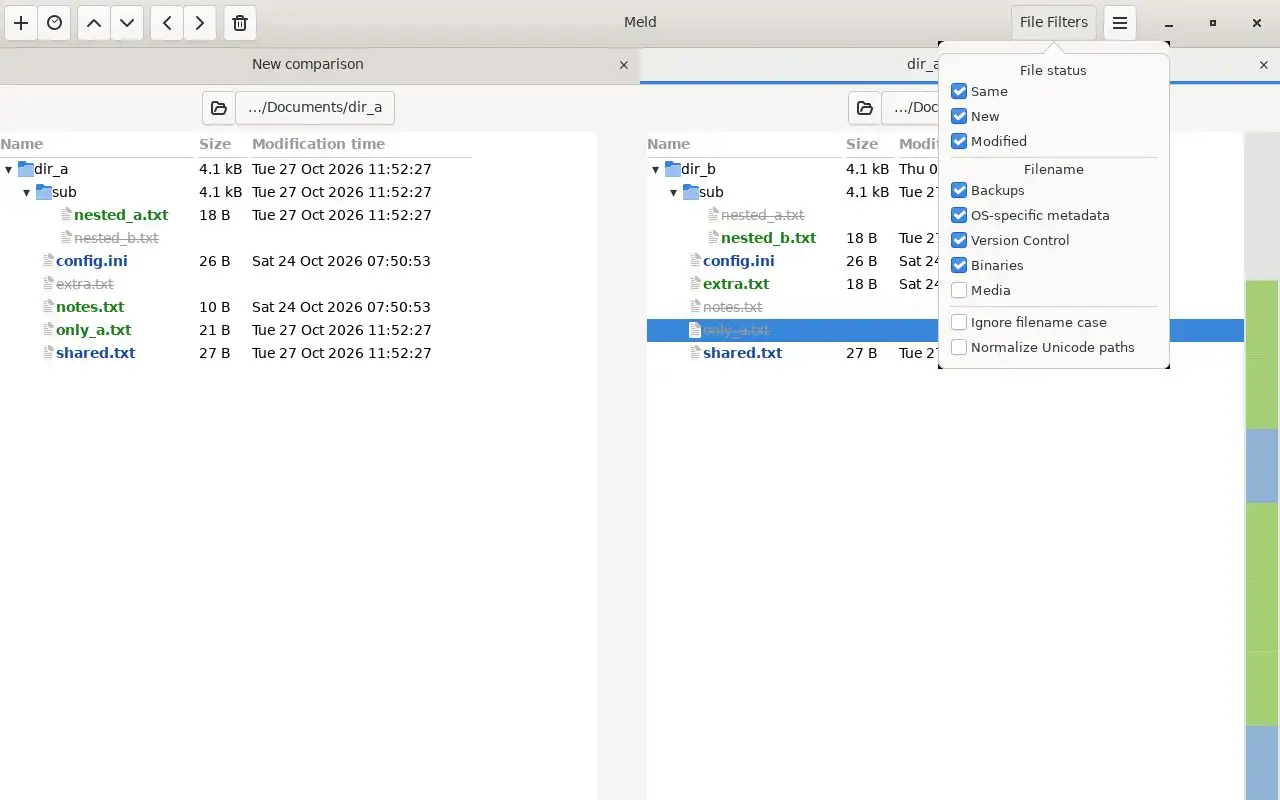 Meld
File Filters
New comparison
dir_a
.../Documents/dir_a
.../Doc
Name Size Modification time
dir_a 4.1 kB Tue 27 Oct 2026 11:52:27
sub 4.1 kB Tue 27 Oct 2026 11:52:27
nested_a.txt 18 B Tue 27 Oct 2026 11:52:27
nested_b.txt
config.ini 26 B Sat 24 Oct 2026 07:50:53
extra.txt
notes.txt 10 B Sat 24 Oct 2026 07:50:53
only_a.txt 21 B Tue 27 Oct 2026 11:52:27
shared.txt 27 B Tue 27 Oct 2026 11:52:27
Name Size Modif
dir_b 4.1 kB Thu 0
sub 4.1 kB Tue 27
nested_a.txt
nested_b.txt 18 B Tue 27
config.ini 26 B Sat 24
extra.txt 18 B Sat 24
notes.txt
only_a.txt
shared.txt 27 B Tue 27
File status
Same
New
Modified
Filename
Backups
OS-specific metadata
Version Control
Binaries
Media
Ignore filename case
Normalize Unicode paths